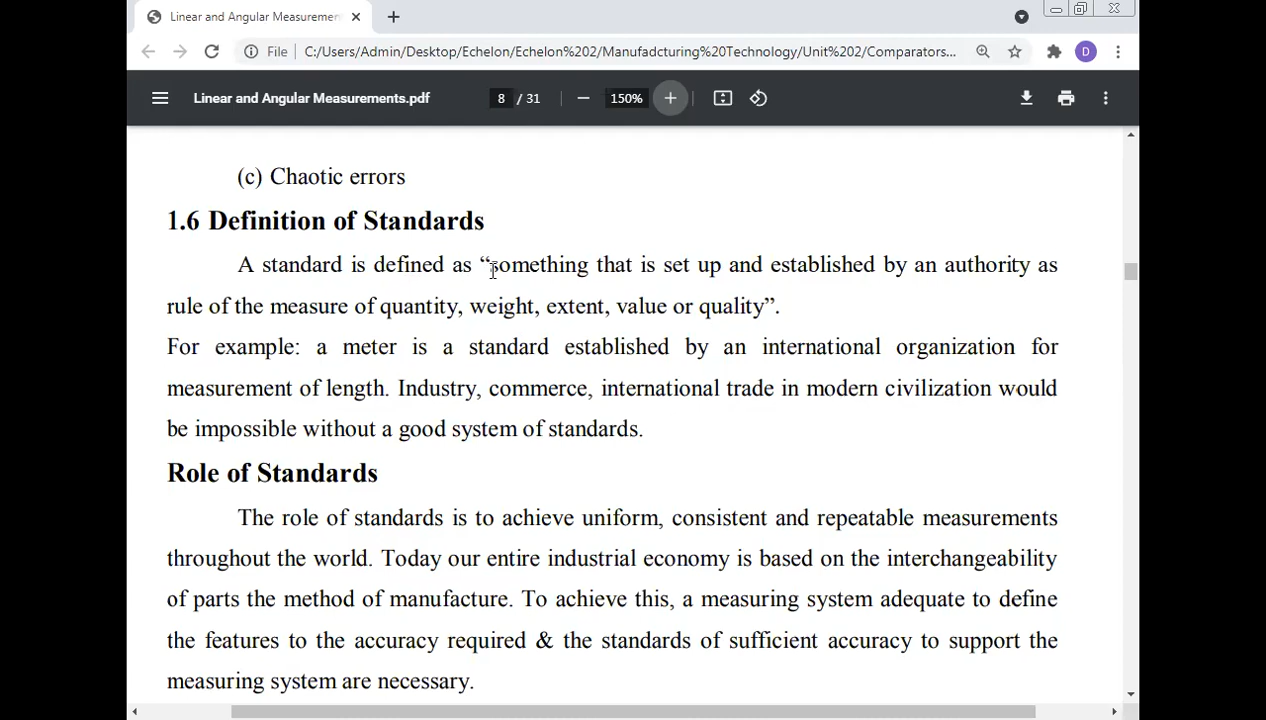 Linear and Angular Measuremen
File
C:/Users/Admin/Desktop/Echelon/Echelon%202/Manufadcturing%20Technology/Unit%202/Comparators...
D
Linear and Angular Measurements.pdf
8 / 31
150%
(c) Chaotic errors
1.6 Definition of Standards
A standard is defined as “something that is set up and established by an authority as
rule of the measure of quantity, weight, extent, value or quality”.
For example: a meter is a standard established by an international organization for
measurement of length. Industry, commerce, international trade in modern civilization would
be impossible without a good system of standards.
Role of Standards
The role of standards is to achieve uniform, consistent and repeatable measurements
throughout the world. Today our entire industrial economy is based on the interchangeability
of parts the method of manufacture. To achieve this, a measuring system adequate to define
the features to the accuracy required & the standards of sufficient accuracy to support the
measuring system are necessary.